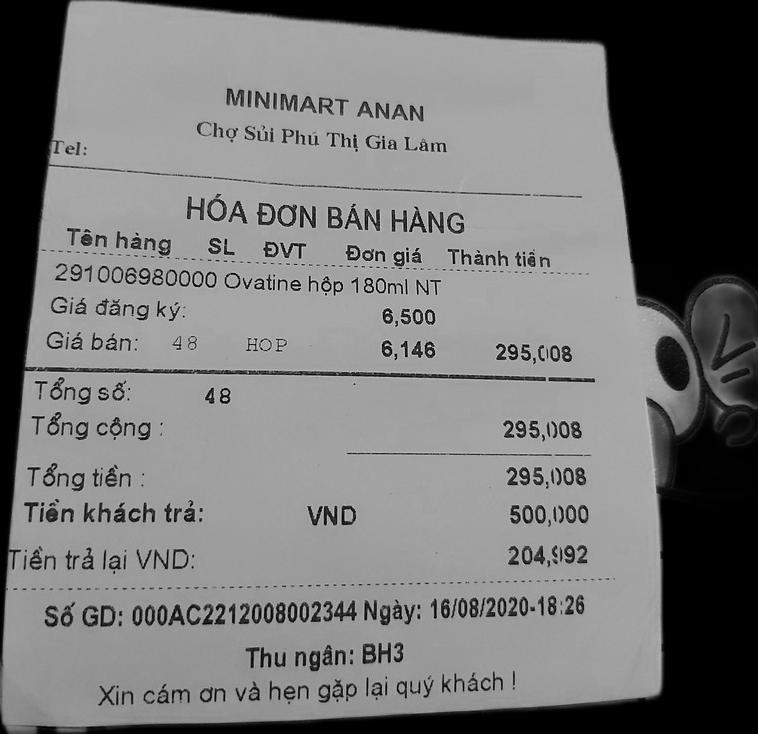 MINIMART ANAN
Chợ Sủi Phú Thị Gia Lâm
Tel:
HÓA ĐƠN BÁN HÀNG
Tên hàng SL ĐVT Đơn giá Thành tiền
291006980000 Ovatine hộp 180ml NT
Giá đăng ký: 6,500
Giá bán: 48 HOP 6,146 295,008
Tổng số: 48
Tổng cộng : 295,008
Tổng tiền : 295,008
Tiền khách trả: VND 500,000
Tiền trả lại VND: 204,992
Số GD: 000AC2212008002344 Ngày: 16/08/2020-18:26
Thu ngân: BH3
Xin cám ơn và hẹn gặp lại quý khách !